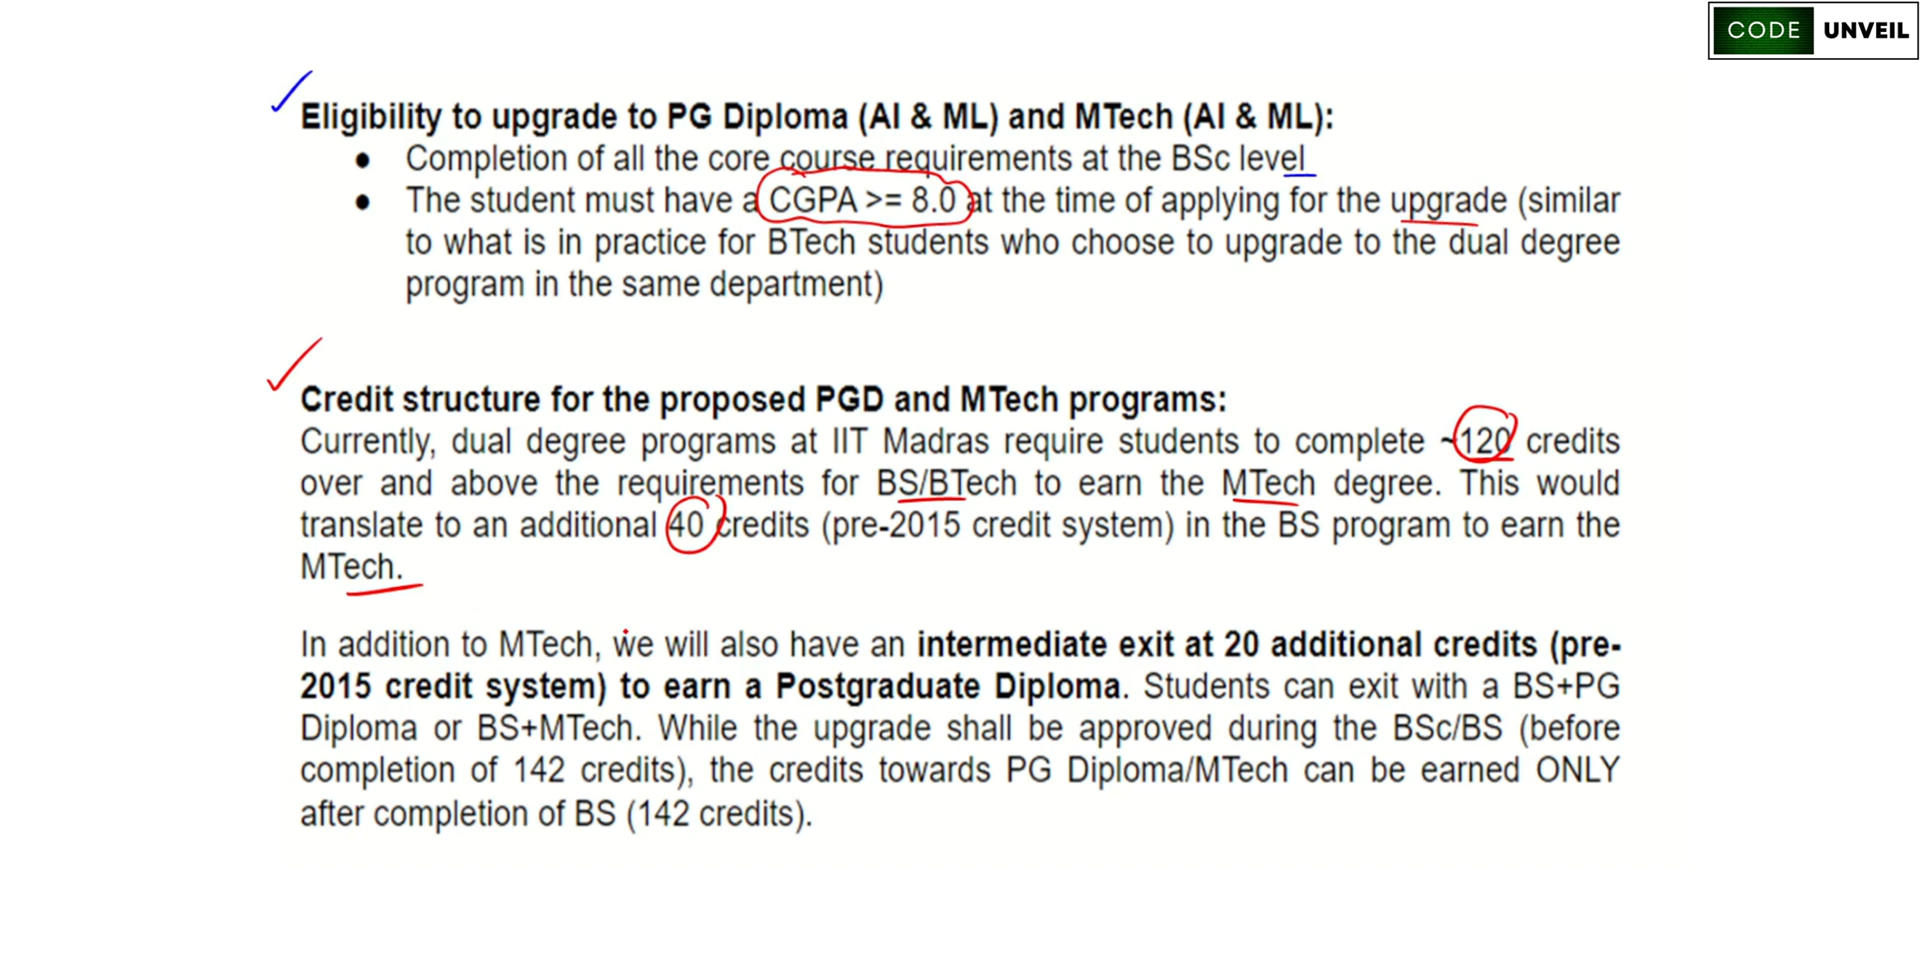 CODE UNVEIL
Eligibility to upgrade to PG Diploma (AI & ML) and MTech (AI & ML):
● Completion of all the core course requirements at the BSc level
● The student must have a CGPA >= 8.0 at the time of applying for the upgrade (similar
to what is in practice for BTech students who choose to upgrade to the dual degree
program in the same department)
Credit structure for the proposed PGD and MTech programs:
Currently, dual degree programs at IIT Madras require students to complete ~120 credits
over and above the requirements for BS/BTech to earn the MTech degree. This would
translate to an additional 40 credits (pre-2015 credit system) in the BS program to earn the
MTech.
In addition to MTech, we will also have an intermediate exit at 20 additional credits (pre-
2015 credit system) to earn a Postgraduate Diploma. Students can exit with a BS+PG
Diploma or BS+MTech. While the upgrade shall be approved during the BSc/BS (before
completion of 142 credits), the credits towards PG Diploma/MTech can be earned ONLY
after completion of BS (142 credits).